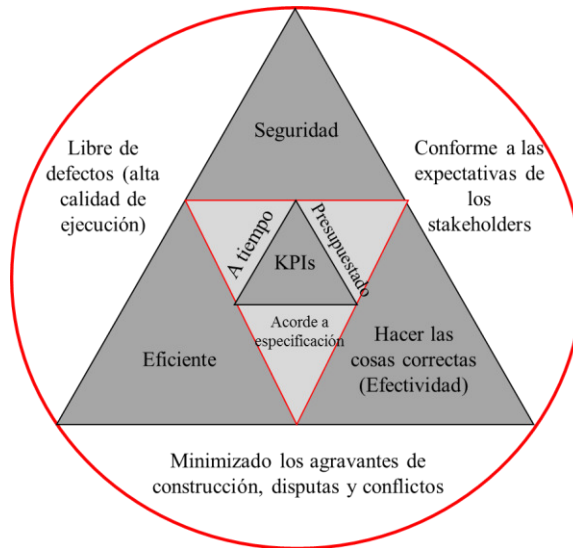 Seguridad
Libre de
defectos (alta
calidad de
ejecución)
Conforme a las
expectativas de
los
stakeholders
A tiempo
Presupuestado
KPIs
Acorde a
especificación
Eficiente
Hacer las
cosas correctas
(Efectividad)
Minimizado los agravantes de
construcción, disputas y conflictos